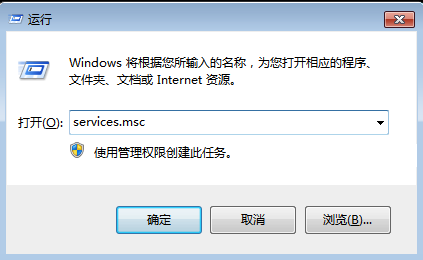 运行
Windows 将根据您所输入的名称，为您打开相应的程序、
文件夹、文档或 Internet 资源。
打开(O): services.msc
使用管理权限创建此任务。
确定 取消 浏览(B)...